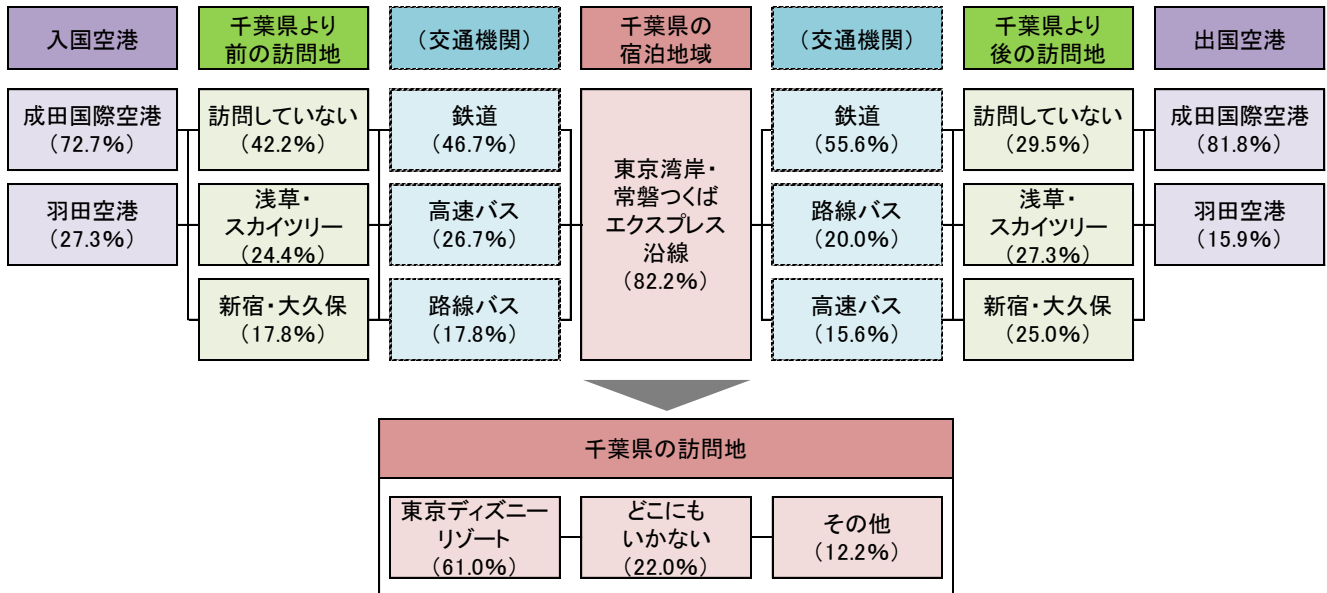 入国空港
千葉県より
前の訪問地
（交通機関）
千葉県の
宿泊地域
（交通機関）
千葉県より
後の訪問地
出国空港
成田国際空港
（72.7%）
羽田空港
（27.3%）
訪問していない
（42.2%）
浅草・
スカイツリー
（24.4%）
新宿・大久保
（17.8%）
鉄道
（46.7%）
高速バス
（26.7%）
路線バス
（17.8%）
東京湾岸・
常磐つくば
エクスプレス
沿線
（82.2%）
鉄道
（55.6%）
路線バス
（20.0%）
高速バス
（15.6%）
訪問していない
（29.5%）
浅草・
スカイツリー
（27.3%）
新宿・大久保
（25.0%）
成田国際空港
（81.8%）
羽田空港
（15.9%）
千葉県の訪問地
東京ディズニー
リゾート
（61.0%）
どこにも
いかない
（22.0%）
その他
（12.2%）